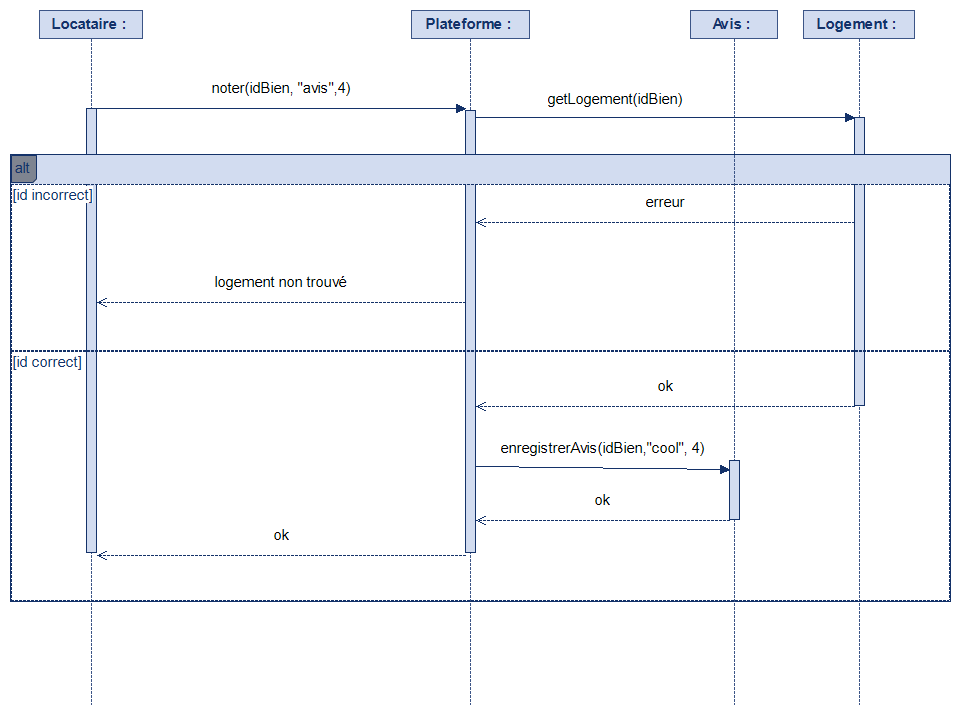 Locataire :
Plateforme :
Avis :
Logement :
noter(idBien, "avis",4)
getLogement(idBien)
alt
[id incorrect]
erreur
logement non trouvé
[id correct]
ok
enregistrerAvis(idBien,"cool", 4)
ok
ok